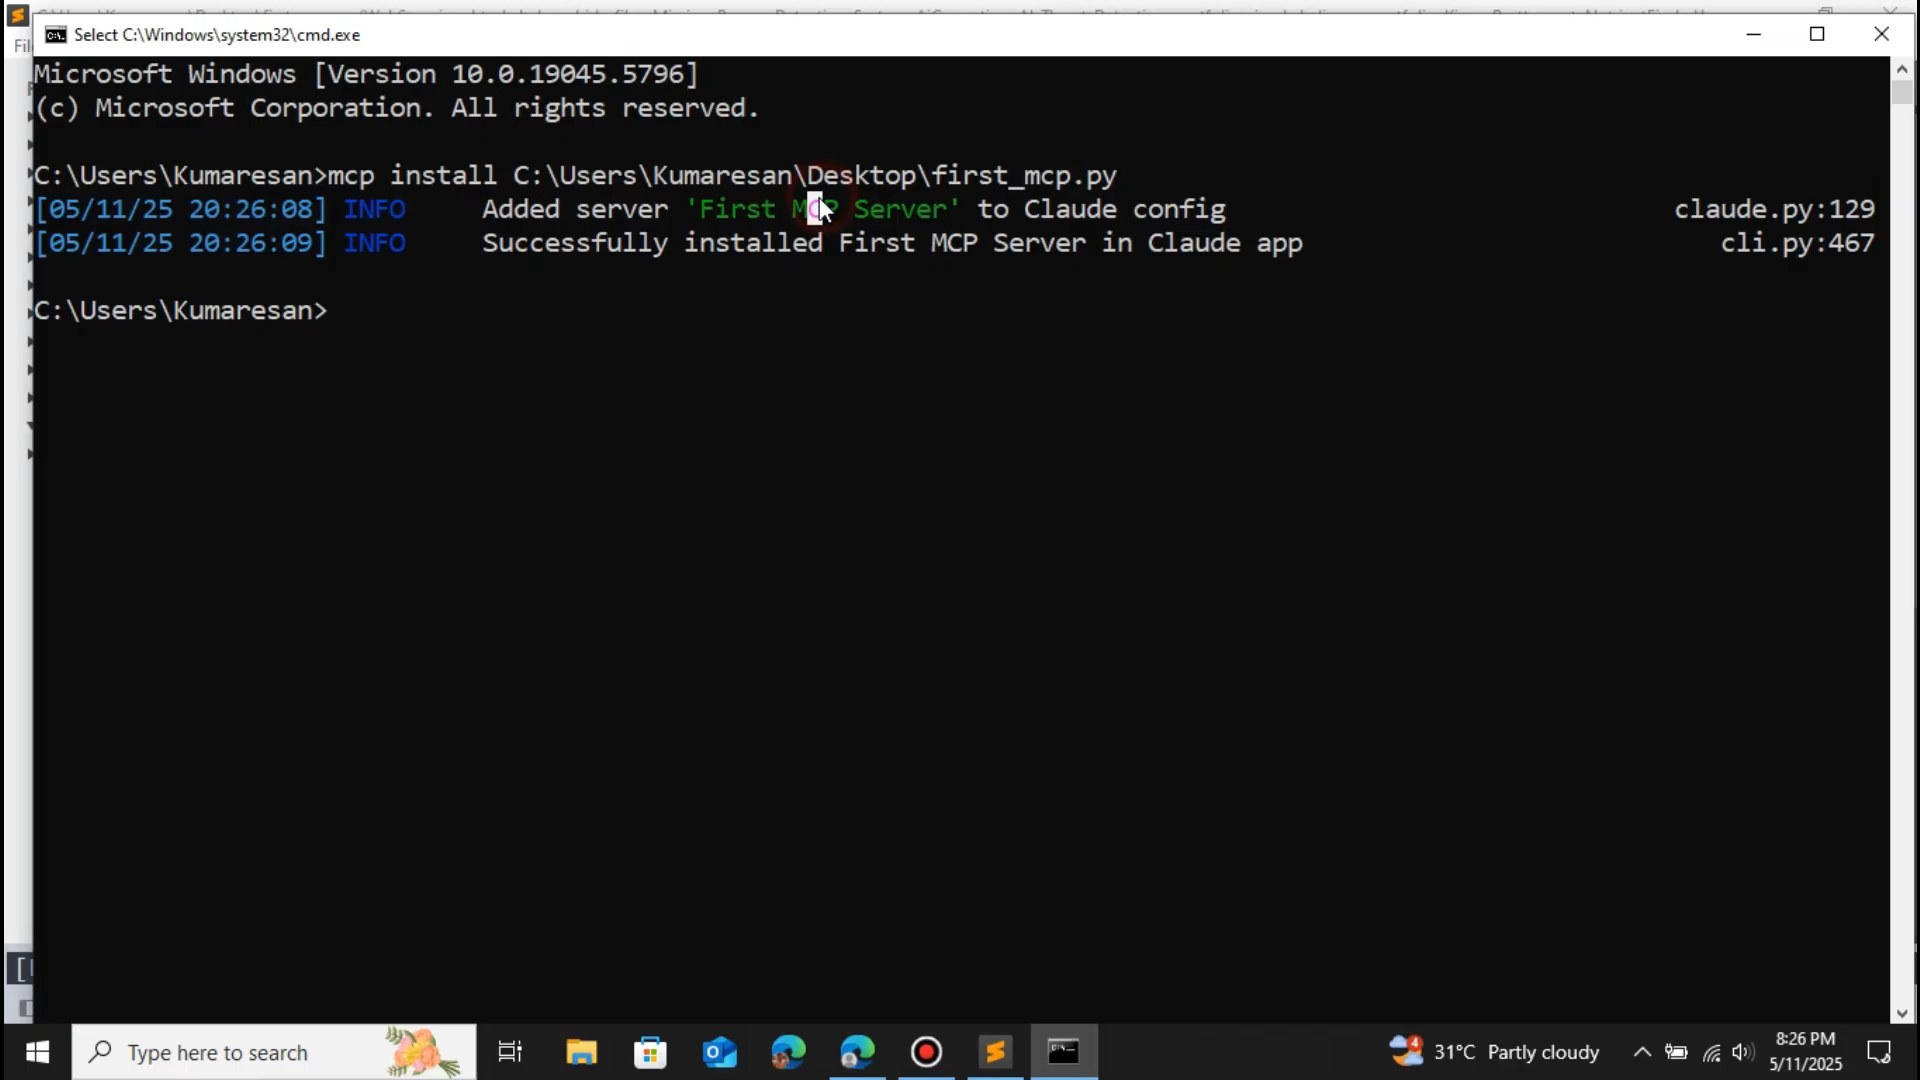 Select C:\Windows\system32\cmd.exe
Microsoft Windows [Version 10.0.19045.5796]
(c) Microsoft Corporation. All rights reserved.
C:\Users\Kumaresan>mcp install C:\Users\Kumaresan\Desktop\first_mcp.py
[05/11/25 20:26:08] INFO Added server 'First MCP Server' to Claude config claude.py:129
[05/11/25 20:26:09] INFO Successfully installed First MCP Server in Claude app cli.py:467
C:\Users\Kumaresan>
Type here to search
4
31°C Partly cloudy
8:26 PM
5/11/2025